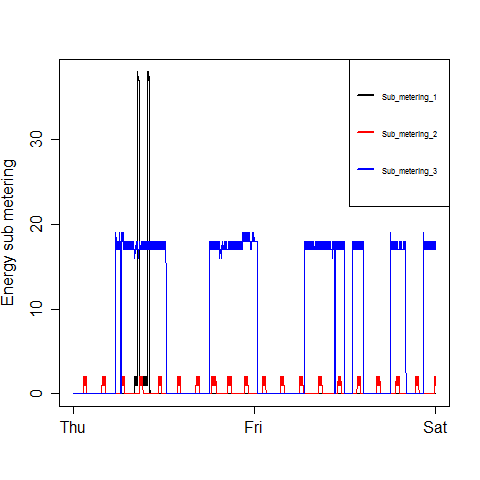 Sub_metering_1
Sub_metering_2
Sub_metering_3
Energy sub metering
30
20
10
0
Thu Fri Sat